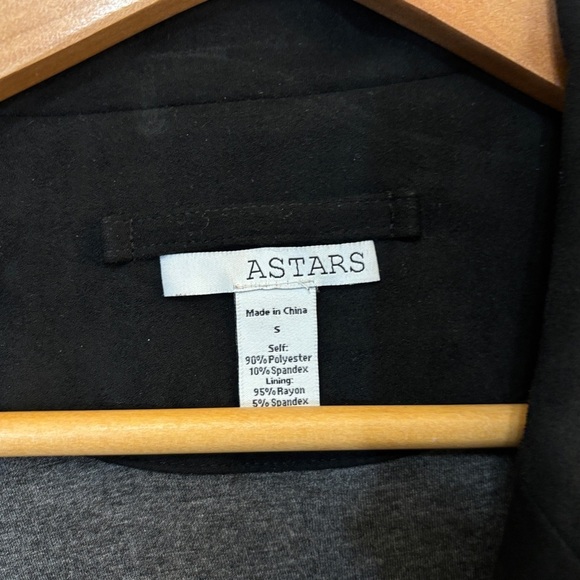 ASTARS
Made in China
S
Self:
90% Polyester
10% Spandex
Lining:
95% Rayon
5% Spandex